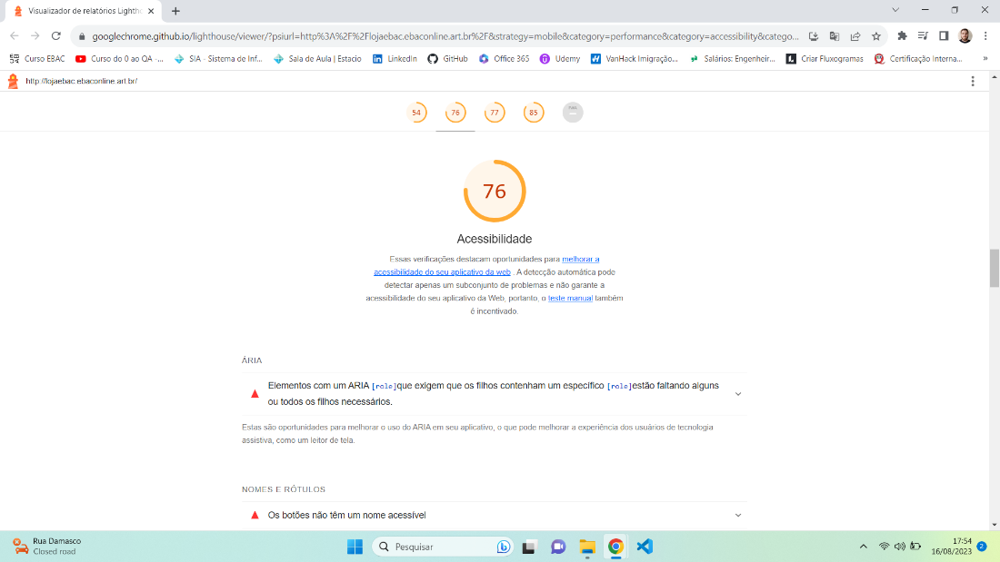 Visualizador de relatórios Lightho
googlechrome.github.io/lighthouse/viewer/?psiurl=http%3A%2F%2Flojaebac.ebaconline.art.br%2F&strategy=mobile&category=performance&category=accessibility&catego...
Curso EBAC Curso do 0 ao QA -... SIA - Sistema de Inf... Sala de Aula | Estacio LinkedIn GitHub Office 365 Udemy VanHack Imigração... Salários: Engenheir... Criar Fluxogramas Certificação Interna... »
http://lojaebac.ebaconline.art.br/
54 76 77 85
76
Acessibilidade
Essas verificações destacam oportunidades para melhorar a
acessibilidade do seu aplicativo da web . A detecção automática pode
detectar apenas um subconjunto de problemas e não garante a
acessibilidade do seu aplicativo da Web, portanto, o teste manual também
é incentivado.
ÁRIA
Elementos com um ARIA [role]que exigem que os filhos contenham um específico [role]estão faltando alguns
ou todos os filhos necessários.
Estas são oportunidades para melhorar o uso do ARIA em seu aplicativo, o que pode melhorar a experiência dos usuários de tecnologia
assistiva, como um leitor de tela.
NOMES E RÓTULOS
Os botões não têm um nome acessível
Rua Damasco
Closed road
Pesquisar
17:54
16/08/2023
2